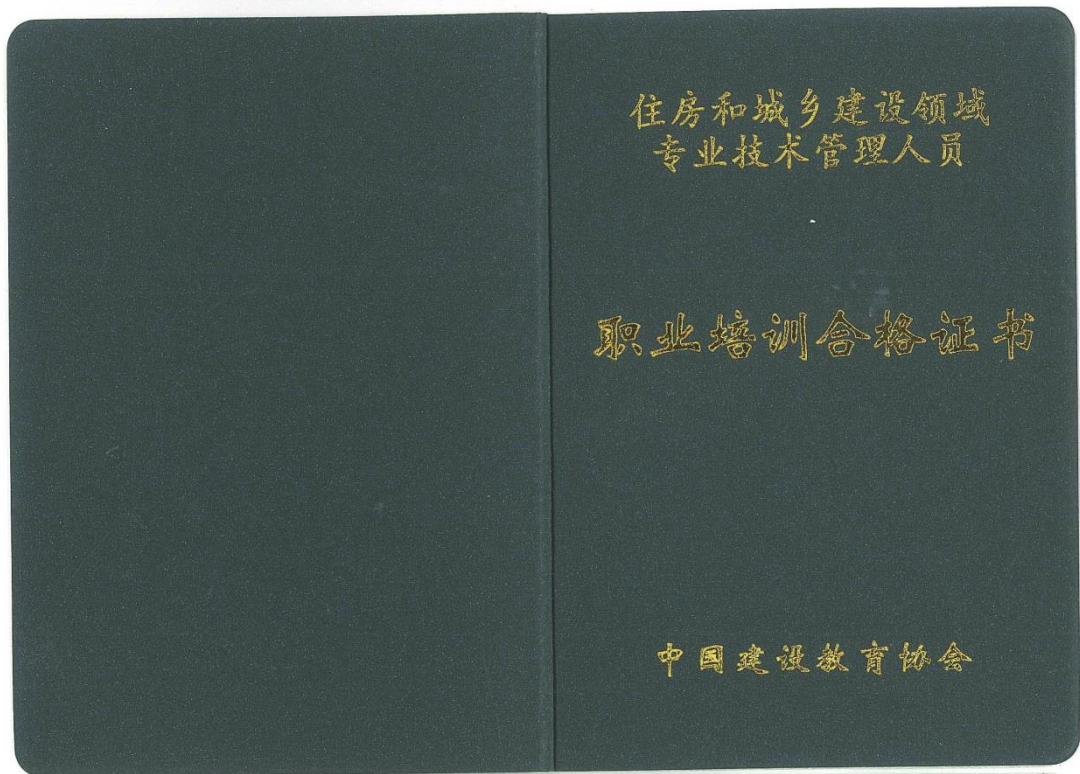 住房和城乡建设领域
专业技术管理人员
职业培训合格证书
中国建设教育协会